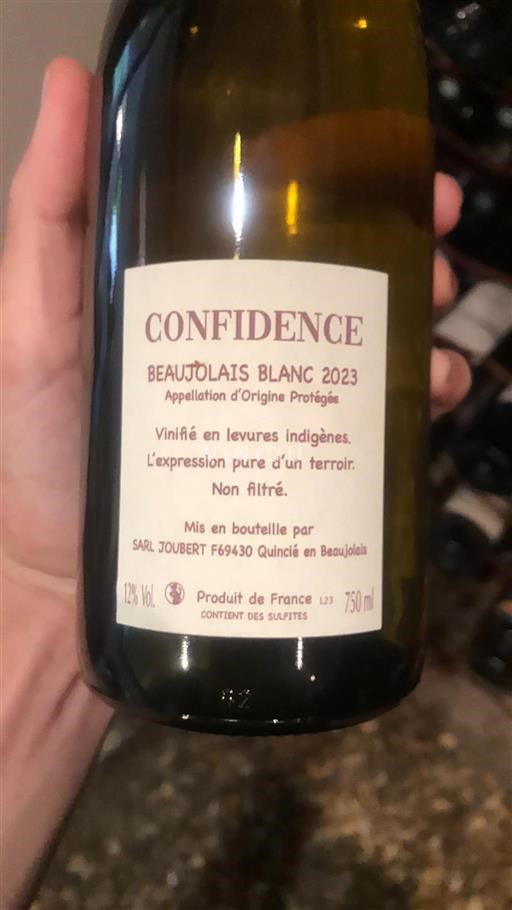 CONFIDENCE
BEAUJOLAIS BLANC 2023
Appellation d'Origine Protégée
Vinifié en levures indigènes.
L'expression pure d'un terroir.
Non filtré.
Mis en bouteille par
SARL JOUBERT F69430 Quincié en Beaujolais
12% Vol. Produit de France L23 750 ml
CONTIENT DES SULFITES